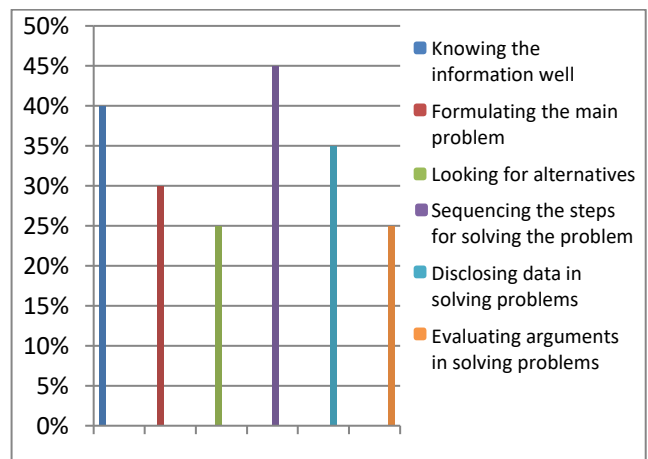 50%
45%
40%
35%
30%
25%
20%
15%
10%
5%
0%
Knowing the
information well
Formulating the main
problem
Looking for alternatives
Sequencing the steps
for solving the problem
Disclosing data in
solving problems
Evaluating arguments
in solving problems